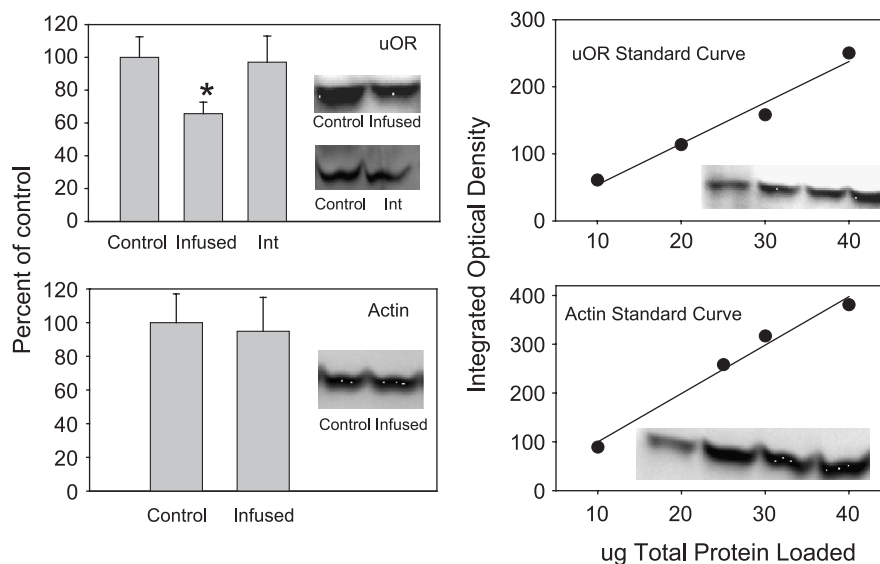 120
100
80
60
40
20
0
uOR
*
Control Infused
Control Int
Control Infused Int
Percent of control
120
100
80
60
40
20
0
Actin
Control Infused
Control Infused
300
200
100
0
uOR Standard Curve
10 20 30 40
Integrated Optical Density
400
300
200
100
0
Actin Standard Curve
10 20 30 40
ug Total Protein Loaded